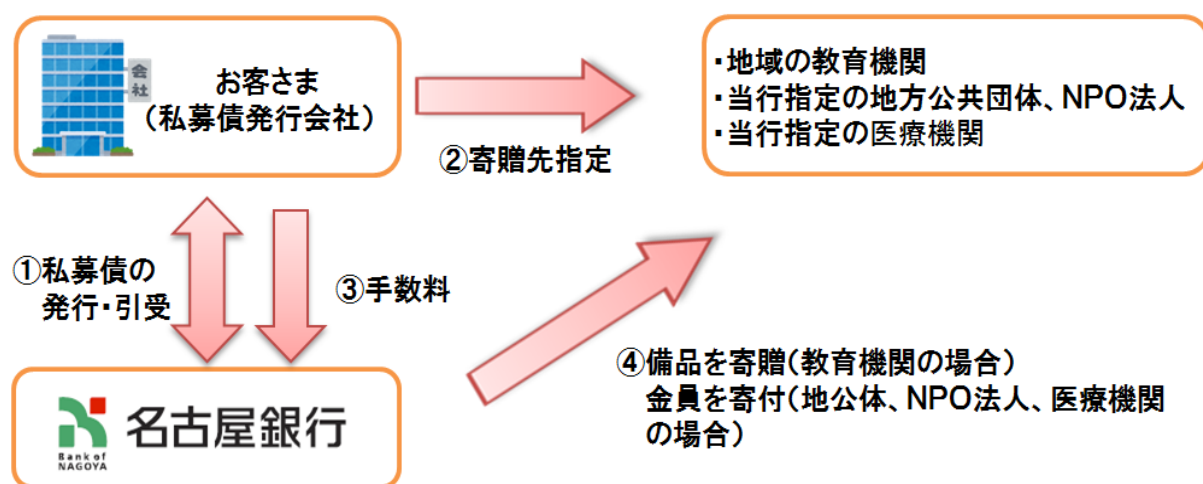 会
社
お客さま
（私募債発行会社）
・地域の教育機関
・当行指定の地方公共団体、NPO法人
・当行指定の医療機関
②寄贈先指定
①私募債の
発行・引受
③手数料
④備品を寄贈（教育機関の場合）
金員を寄付（地公体、NPO法人、医療機関
の場合）
名古屋銀行
Bank of
NAGOYA